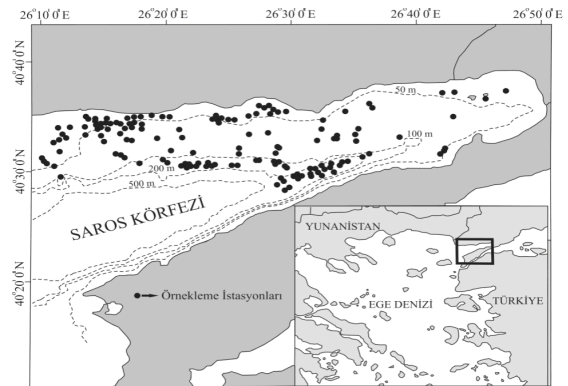 26°10'0"E 26°20'0"E 26°30'0"E 26°40'0"E 26°50'0"E
40°40'0"N
50 m
100 m
40°30'0"N
200 m
500 m
SAROS KÖRFEZİ
40°20'0"N
Örnekleme İstasyonları
YUNANİSTAN
EGE DENİZİ
TÜRKİYE